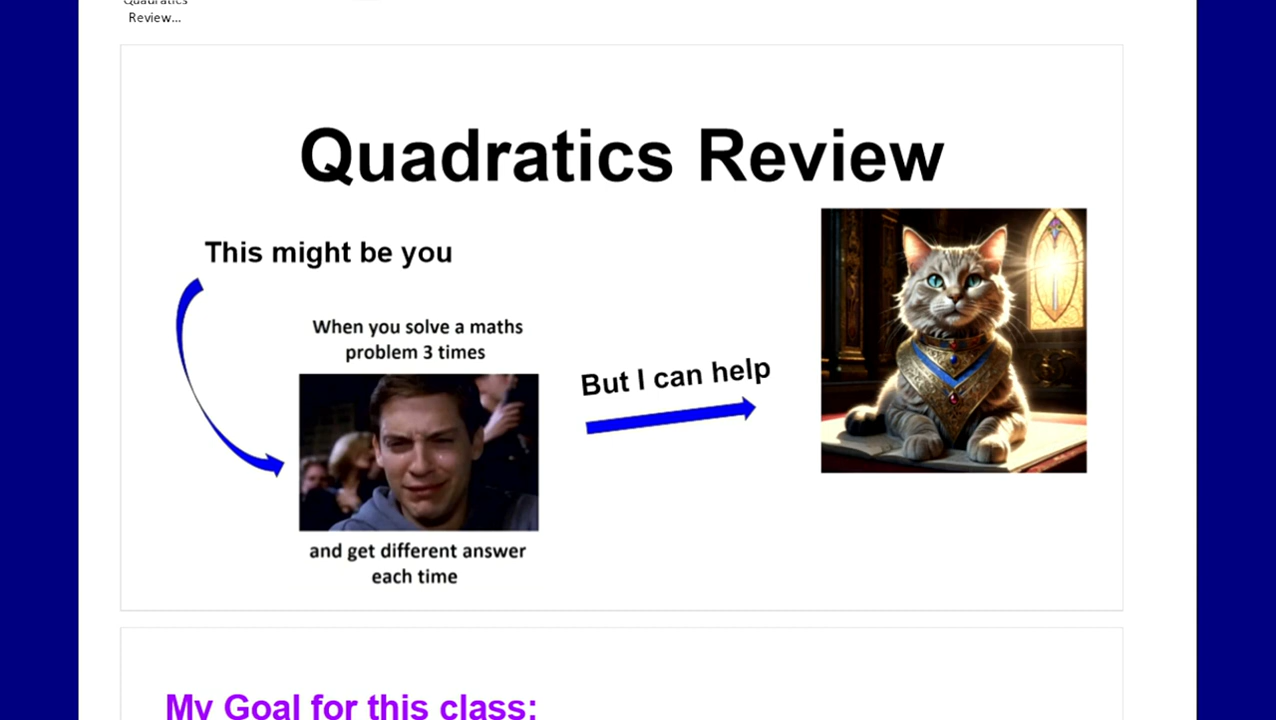 Quadratics
Review...
Quadratics Review
This might be you
When you solve a maths
problem 3 times
But I can help
and get different answer
each time
My Goal for this class: